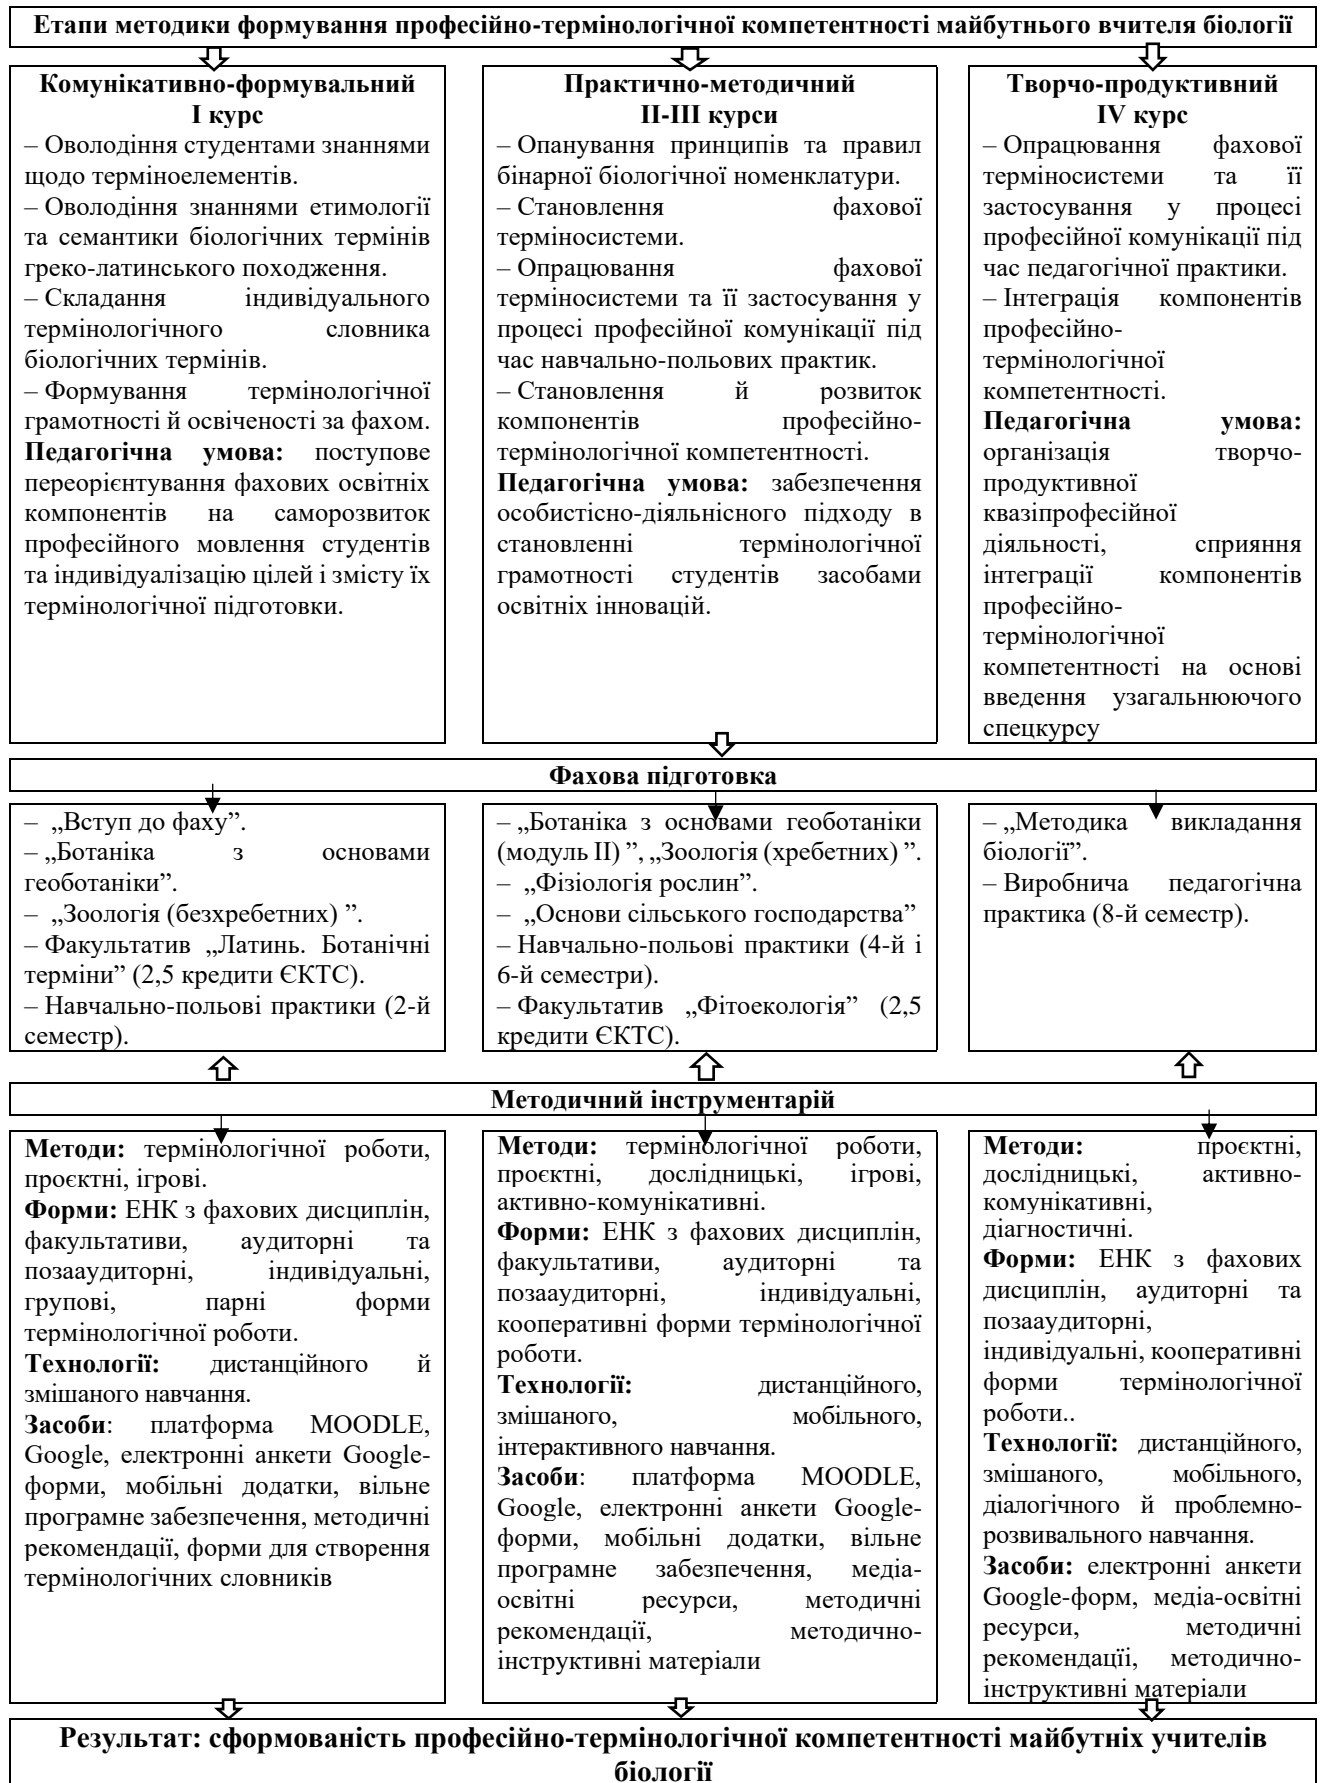 Етапи методики формування професійно-термінологічної компетентності майбутнього вчителя біології
Комунікативно-формувальний
І курс
– Оволодіння студентами знаннями
щодо терміноелементів.
– Оволодіння знаннями етимології
та семантики біологічних термінів
греко-латинського походження.
– Складання індивідуального
термінологічного словника
біологічних термінів.
– Формування термінологічної
грамотності й освіченості за фахом.
Педагогічна умова: поступове
переорієнтування фахових освітніх
компонентів на саморозвиток
професійного мовлення студентів
та індивідуалізацію цілей і змісту їх
термінологічної підготовки.
Практично-методичний
ІІ-ІІІ курси
– Опанування принципів та правил
бінарної біологічної номенклатури.
– Становлення фахової
терміносистеми.
– Опрацювання фахової
терміносистеми та її застосування у
процесі професійної комунікації під
час навчально-польових практик.
– Становлення й розвиток
компонентів професійно-
термінологічної компетентності.
Педагогічна умова: забезпечення
особистісно-діяльнісного підходу в
становленні термінологічної
грамотності студентів засобами
освітніх інновацій.
Творчо-продуктивний
IV курс
– Опрацювання фахової
терміносистеми та її
застосування у процесі
професійної комунікації під
час педагогічної практики.
– Інтеграція компонентів
професійно-
термінологічної
компетентності.
Педагогічна умова:
організація творчо-
продуктивної
квазіпрофесійної
діяльності, сприяння
інтеграції компонентів
професійно-
термінологічної
компетентності на основі
введення узагальнюючого
спецкурсу
Фахова підготовка
– „Вступ до фаху”.
– „Ботаніка з основами
геоботаніки”.
– „Зоологія (безхребетних) ”.
– Факультатив „Латинь. Ботанічні
терміни” (2,5 кредити ЄКТС).
– Навчально-польові практики (2-й
семестр).
– „Ботаніка з основами геоботаніки
(модуль ІІ) ”, „Зоологія (хребетних) ”.
– „Фізіологія рослин”.
– „Основи сільського господарства”
– Навчально-польові практики (4-й і
6-й семестри).
– Факультатив „Фітоекологія” (2,5
кредити ЄКТС).
– „Методика викладання
біології”.
– Виробнича педагогічна
практика (8-й семестр).
Методичний інструментарій
Методи: термінологічної роботи,
проєктні, ігрові.
Форми: ЕНК з фахових дисциплін,
факультативи, аудиторні та
позааудиторні, індивідуальні,
групові, парні форми
термінологічної роботи.
Технології: дистанційного й
змішаного навчання.
Засоби: платформа MOODLE,
Google, електронні анкети Google-
форми, мобільні додатки, вільне
програмне забезпечення, методичні
рекомендації, форми для створення
термінологічних словників
Методи: термінологічної роботи,
проєктні, дослідницькі, ігрові,
активно-комунікативні.
Форми: ЕНК з фахових дисциплін,
факультативи, аудиторні та
позааудиторні, індивідуальні,
кооперативні форми термінологічної
роботи.
Технології: дистанційного,
змішаного, мобільного,
інтерактивного навчання.
Засоби: платформа MOODLE,
Google, електронні анкети Google-
форми, мобільні додатки, вільне
програмне забезпечення, медіа-
освітні ресурси, методичні
рекомендації, методично-
інструктивні матеріали
Методи: проєктні,
дослідницькі, активно-
комунікативні,
діагностичні.
Форми: ЕНК з фахових
дисциплін, аудиторні та
позааудиторні,
індивідуальні, кооперативні
форми термінологічної
роботи..
Технології: дистанційного,
змішаного, мобільного,
діалогічного й проблемно-
розвивального навчання.
Засоби: електронні анкети
Google-форм, медіа-освітні
ресурси, методичні
рекомендації, методично-
інструктивні матеріали
Результат: сформованість професійно-термінологічної компетентності майбутніх учителів
біології